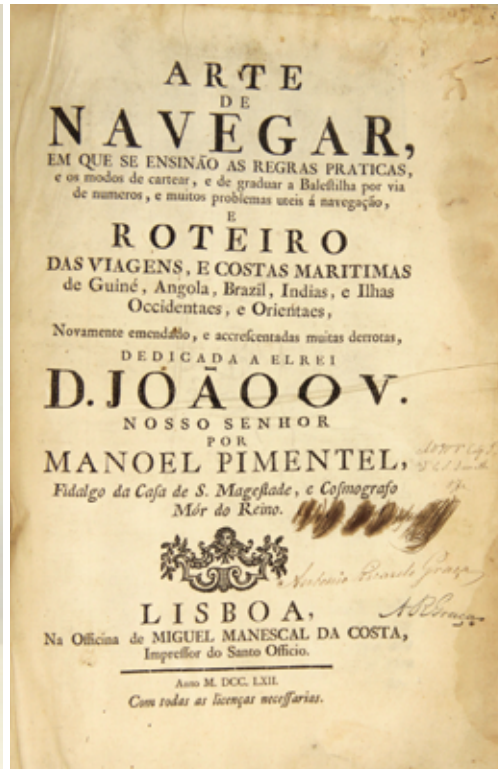 ARTE
DE
NAVEGAR,
EM QUE SE ENSINÃO AS REGRAS PRATICAS,
e os modos de cartear, e de graduar a Baleſtilha por via
de numeros, e muitos problemas uteis á navegação,
E
ROTEIRO
DAS VIAGENS, E COSTAS MARITIMAS
de Guiné, Angola, Brazil, Indias, e Ilhas
Occidentaes, e Orientaes,
Novamente emendado, e accreſcentadas muitas derrotas,
DEDICADA A ELREI
D. JOÃO O V.
NOSSO SENHOR
POR
MANOEL PIMENTEL,
Fidalgo da Caſa de S. Mageſtade, e Coſmografo
Mór do Reino.
Antonio Ricardo Graça
A R Graça
LISBOA,
Na Officina de MIGUEL MANESCAL DA COSTA,
Impreſſor do Santo Officio.
Anno M. DCC. LXII.
Com todas as licenças neceſſarias.